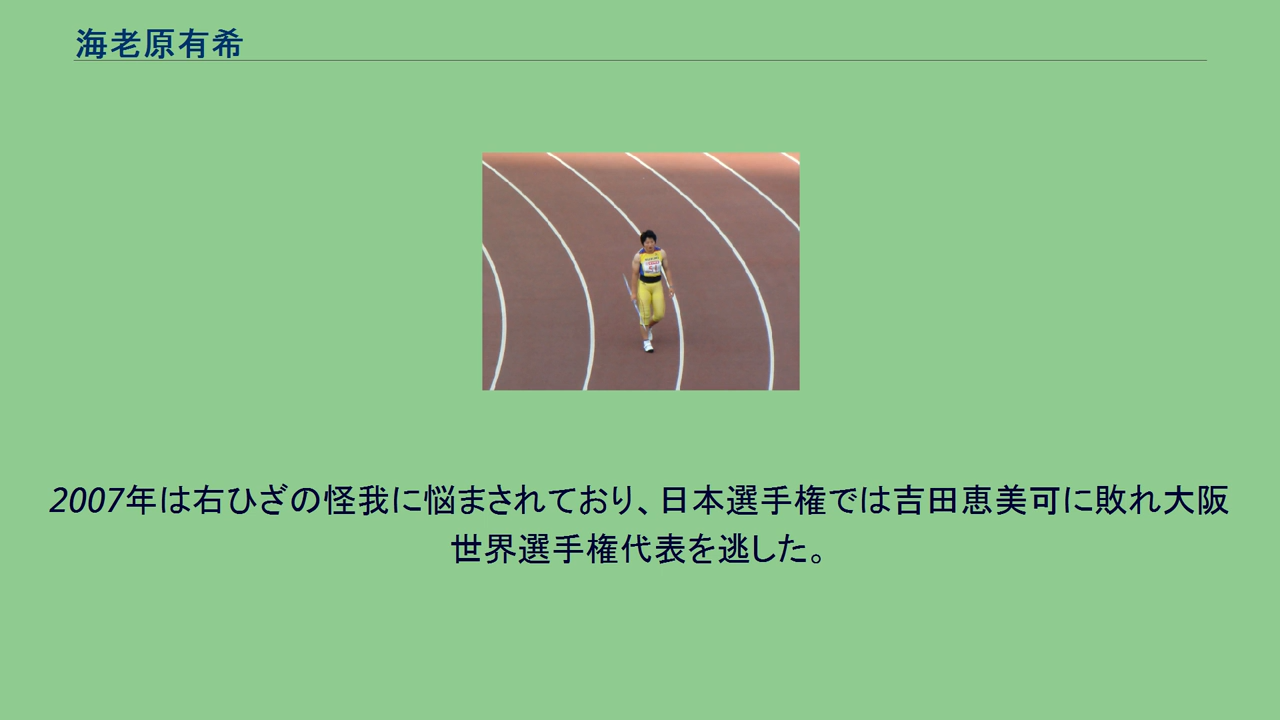 海老原有希
2007年は右ひざの怪我に悩まされており、日本選手権では吉田恵美可に敗れ大阪
世界選手権代表を逃した。